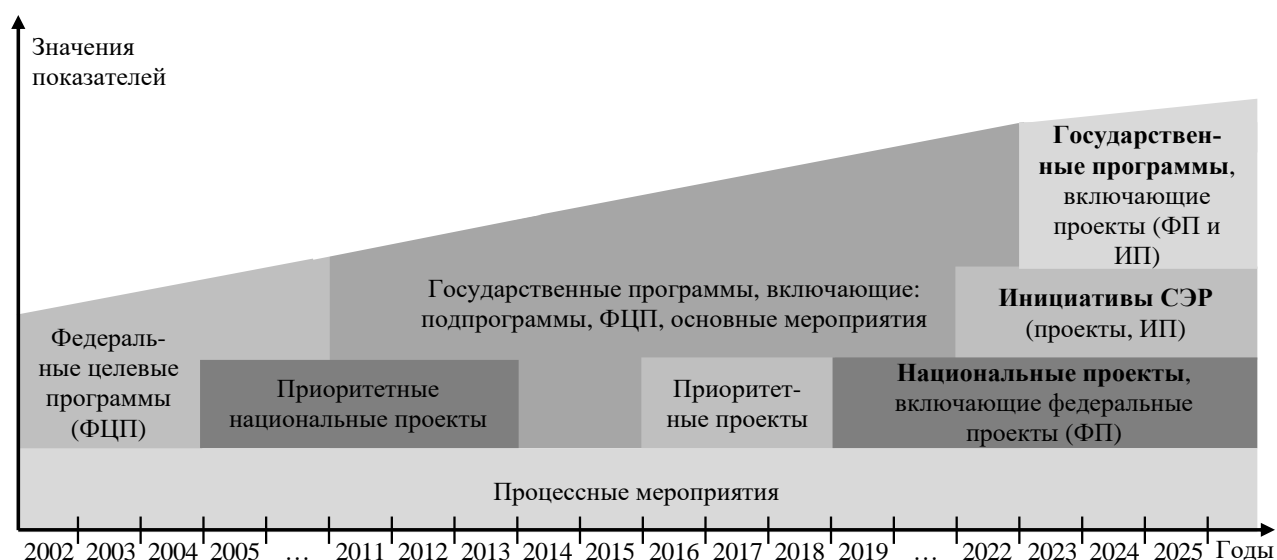 Значения
показателей
Государствен-
ные программы,
включающие
проекты (ФП и
ИП)
Государственные программы, включающие:
подпрограммы, ФЦП, основные мероприятия
Инициативы СЭР
(проекты, ИП)
Федераль-
ные целевые
программы
(ФЦП)
Приоритетные
национальные проекты
Приоритет-
ные проекты
Национальные проекты,
включающие федеральные
проекты (ФП)
Процессные мероприятия
2002 2003 2004 2005 ... 2011 2012 2013 2014 2015 2016 2017 2018 2019 ... 2022 2023 2024 2025 Годы